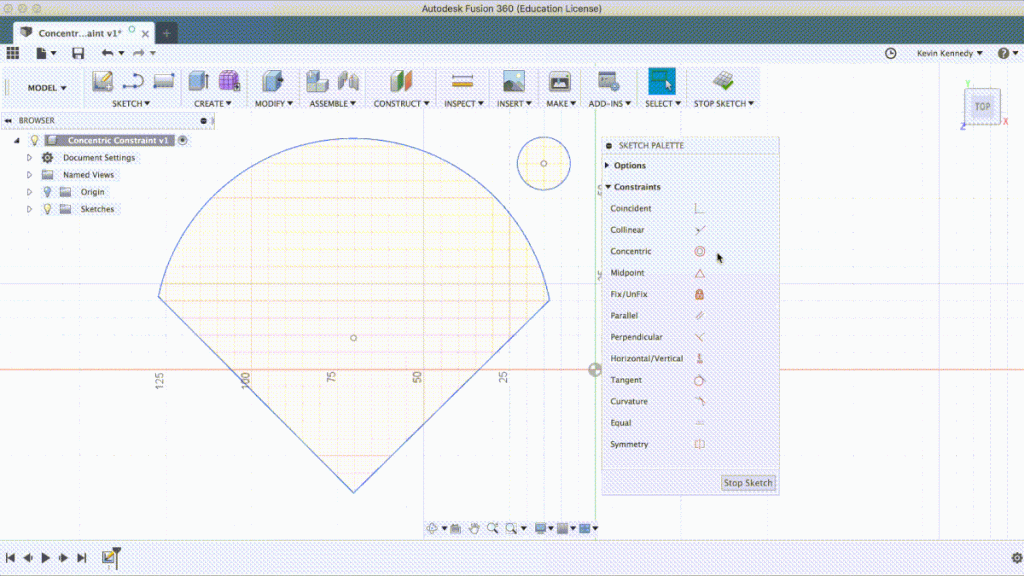 Autodesk Fusion 360 (Education License)
Concentr...aint v1*
Kevin Kennedy
MODEL
SKETCH CREATE MODIFY ASSEMBLE CONSTRUCT INSPECT INSERT MAKE ADD-INS SELECT STOP SKETCH
BROWSER
TOP
Y
X
Z
Concentric Constraint v1
Document Settings
Named Views
Origin
Sketches
SKETCH PALETTE
Options
Constraints
Coincident
Collinear
Concentric
Midpoint
Fix/UnFix
Parallel
Perpendicular
Horizontal/Vertical
Tangent
Curvature
Equal
Symmetry
Stop Sketch
125 100 75 50 25